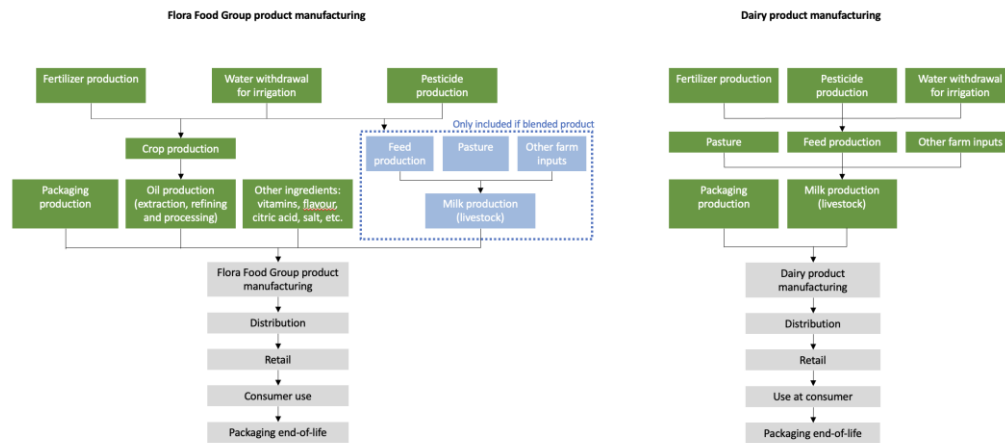 Flora Food Group product manufacturing
Dairy product manufacturing
Fertilizer production
Water withdrawal
for irrigation
Pesticide
production
Only included if blended product
Crop production
Feed
production
Pasture
Other farm
inputs
Packaging
production
Oil production
(extraction, refining
and processing)
Other ingredients:
vitamins, flavour,
citric acid, salt, etc.
Milk production
(livestock)
Flora Food Group product
manufacturing
Distribution
Retail
Consumer use
Packaging end-of-life
Fertilizer production
Pesticide
production
Water withdrawal
for irrigation
Pasture
Feed production
Other farm inputs
Packaging
production
Milk production
(livestock)
Dairy product
manufacturing
Distribution
Retail
Use at consumer
Packaging end-of-life